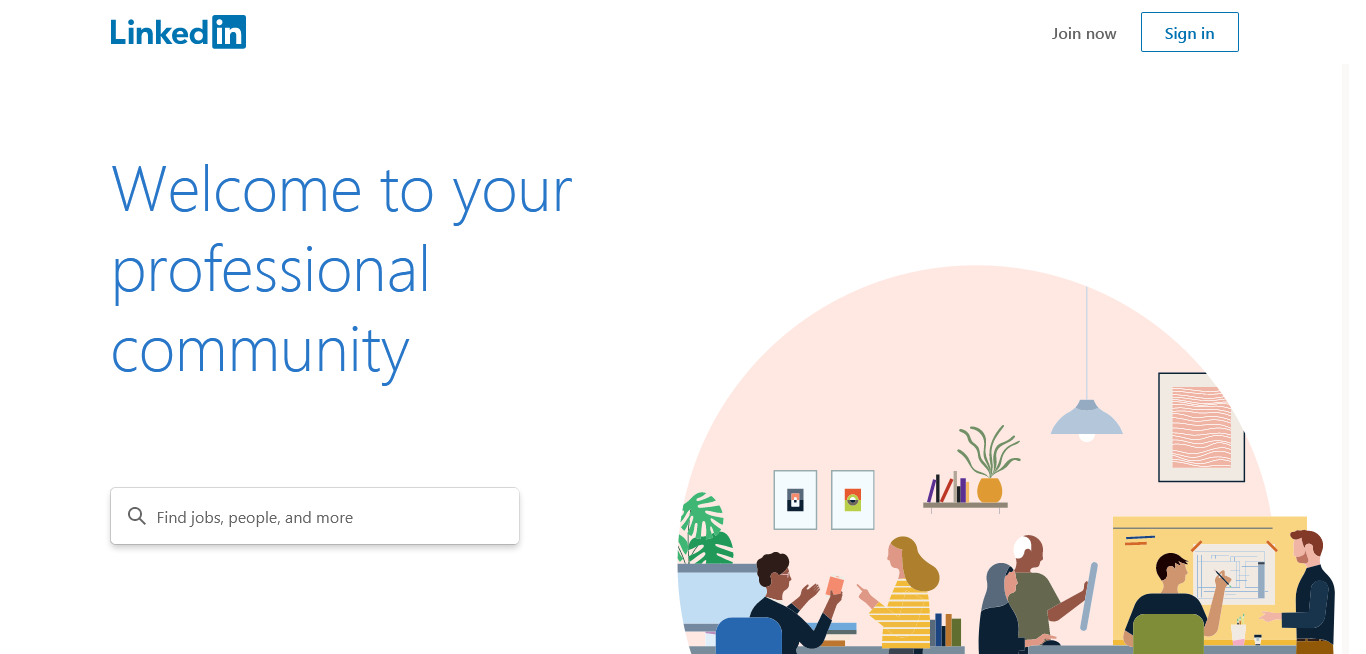 LinkedIn
Join now
Sign in
Welcome to your
professional
community
Find jobs, people, and more